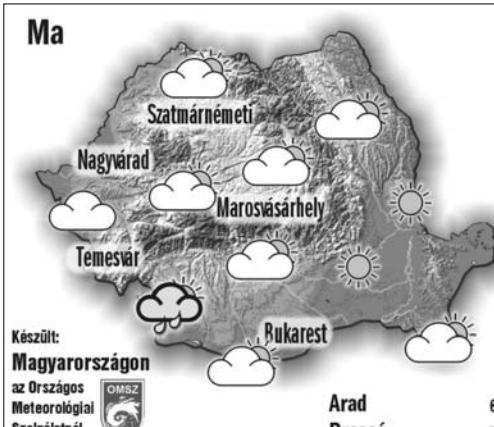 Ma
Szatmárnémeti
Nagyvárad
Marosvásárhely
Temesvár
Bukarest
Készült:
Magyarországon
az Országos
Meteorológiai
OMSZ
Arad